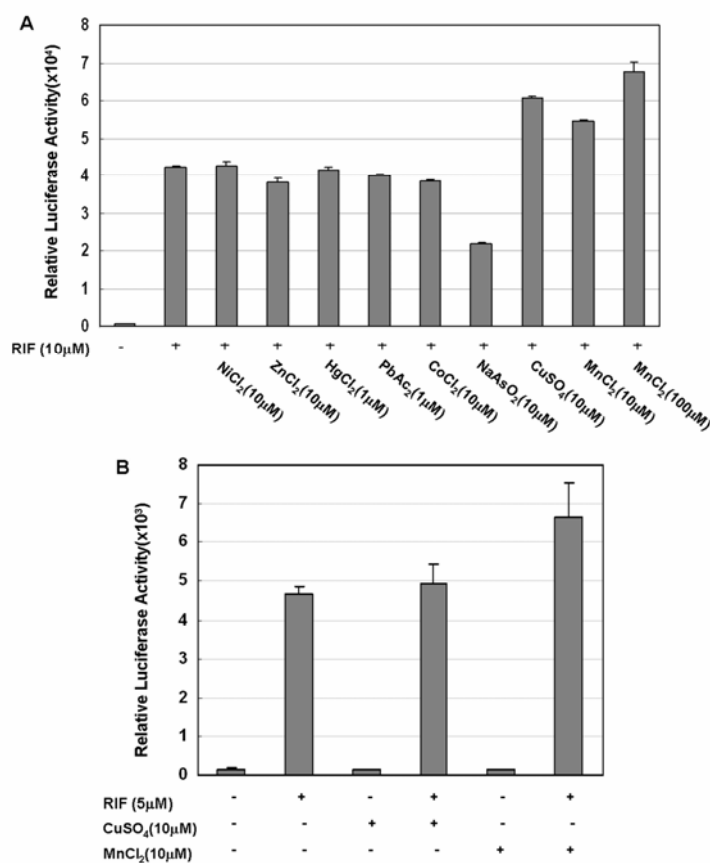 A
Relative Luciferase Activity(x10⁴)
8
7
6
5
4
3
2
1
0
RIF (10μM) - + + + + + + + + +
NiCl₂(10μM)
ZnCl₂(10μM)
HgCl₂(1μM)
PbAc₂(1μM)
CoCl₂(10μM)
NaAsO₂(10μM)
CuSO₄(10μM)
MnCl₂(10μM)
MnCl₂(100μM)
B
Relative Luciferase Activity(x10³)
8
7
6
5
4
3
2
1
0
RIF (5μM) - + - + - +
CuSO₄(10μM) - - + + - -
MnCl₂(10μM) - - - - + +